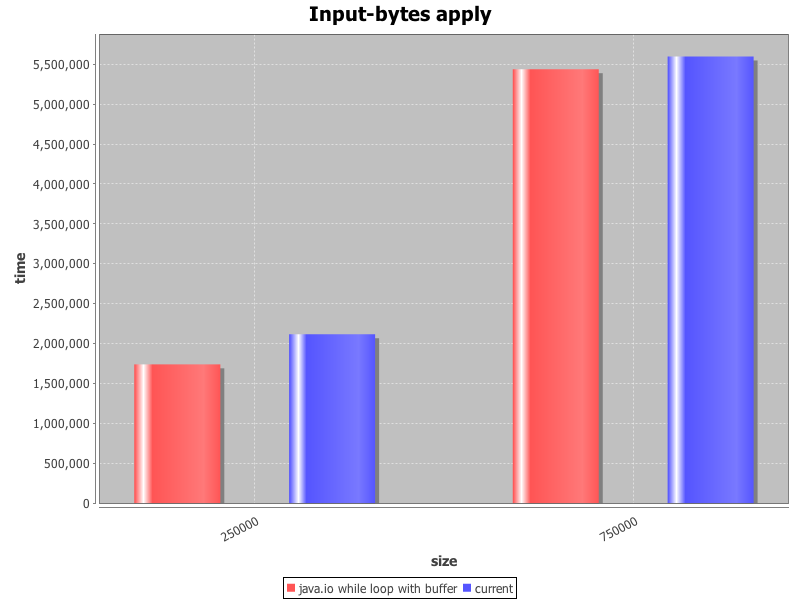 Input-bytes apply
5,500,000
5,000,000
4,500,000
4,000,000
3,500,000
3,000,000
2,500,000
2,000,000
1,500,000
1,000,000
500,000
0
time
250000
750000
size
java.io while loop with buffer
current